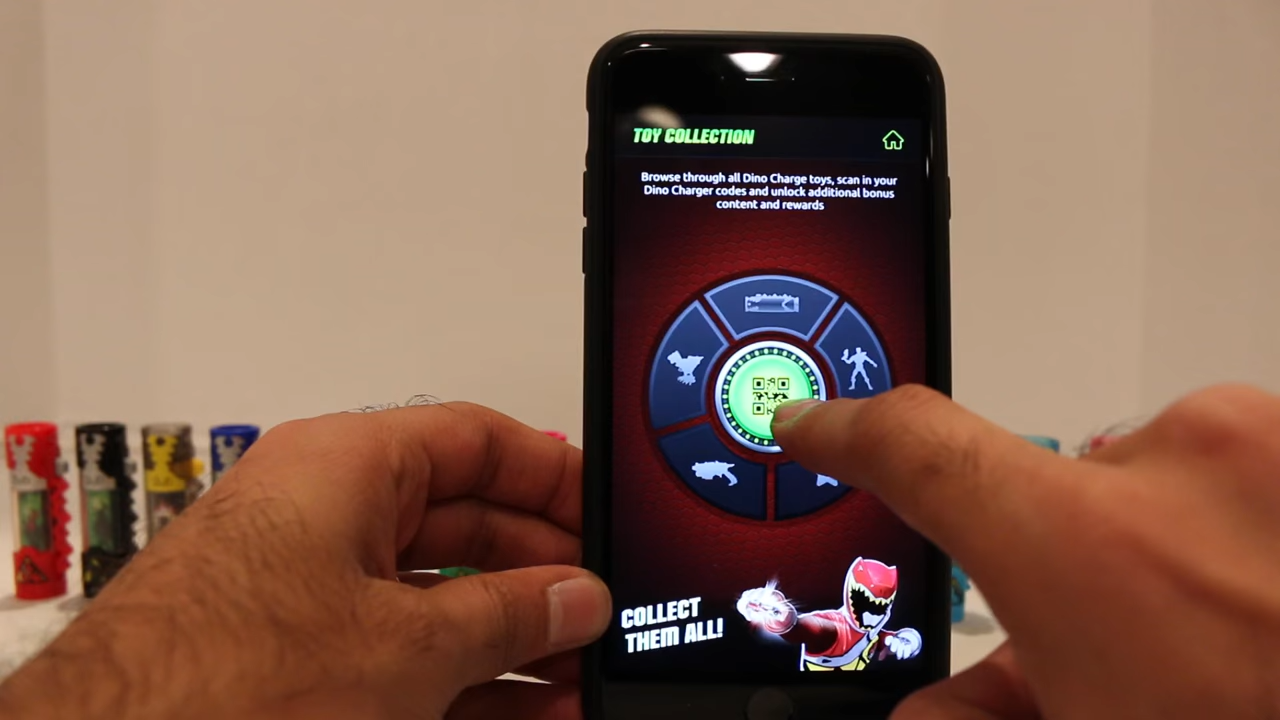 TOY COLLECTION
Browse through all Dino Charge toys, scan in your
Dino Charger codes and unlock additional bonus
content and rewards
COLLECT
THEM ALL!